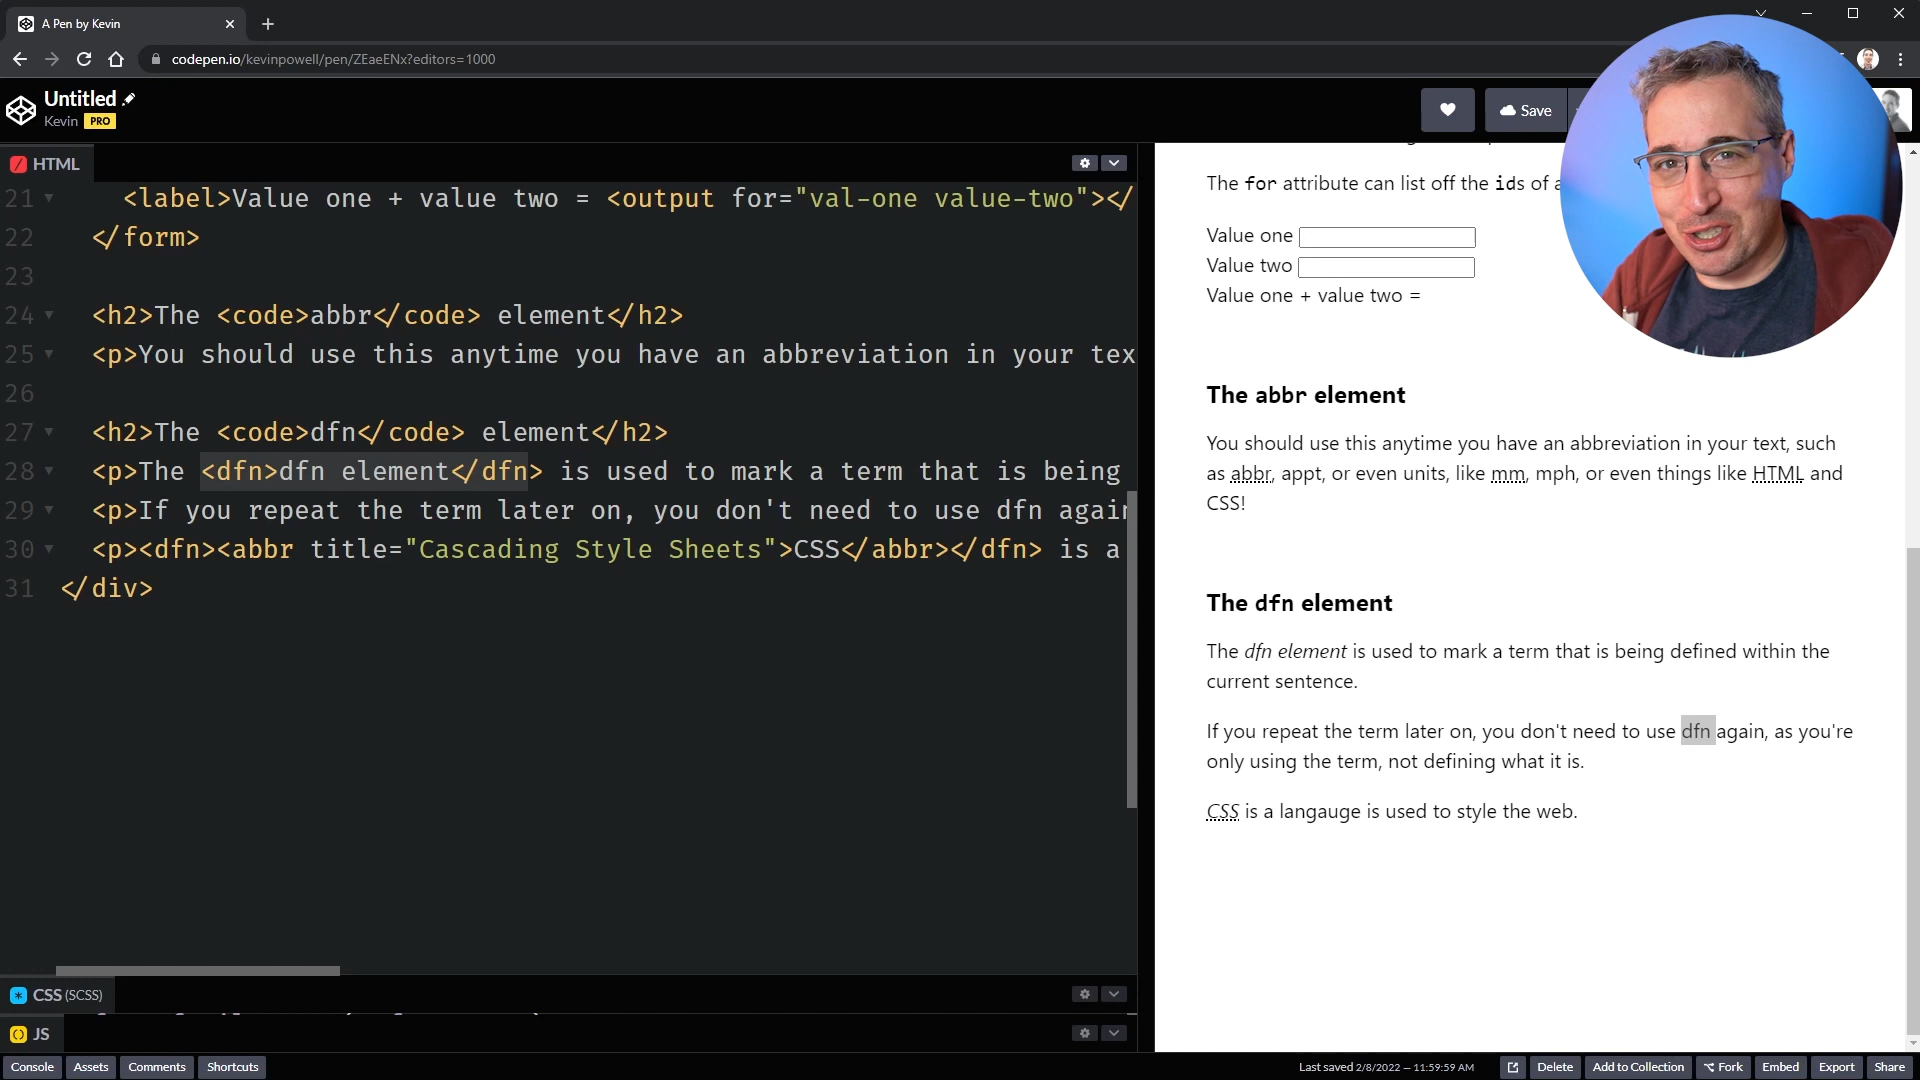 A Pen by Kevin
codepen.io/kevinpowell/pen/ZEaeENx?editors=1000
Untitled
Kevin PRO
Save
HTML
21 <label>Value one + value two = <output for="val-one value-two"></
22 </form>
23
24 <h2>The <code>abbr</code> element</h2>
25 <p>You should use this anytime you have an abbreviation in your tex
26
27 <h2>The <code>dfn</code> element</h2>
28 <p>The <dfn>dfn element</dfn> is used to mark a term that is being
29 <p>If you repeat the term later on, you don't need to use dfn again
30 <p><dfn><abbr title="Cascading Style Sheets">CSS</abbr></dfn> is a
31 </div>
CSS (SCSS)
JS
The for attribute can list off the ids of
Value one
Value two
Value one + value two =
The abbr element
You should use this anytime you have an abbreviation in your text, such
as abbr, appt, or even units, like mm, mph, or even things like HTML and
CSS!
The dfn element
The dfn element is used to mark a term that is being defined within the
current sentence.
If you repeat the term later on, you don't need to use dfn again, as you're
only using the term, not defining what it is.
CSS is a langauge is used to style the web.
Console Assets Comments Shortcuts
Last saved 2/8/2022 — 11:59:59 AM Delete Add to Collection Fork Embed Export Share